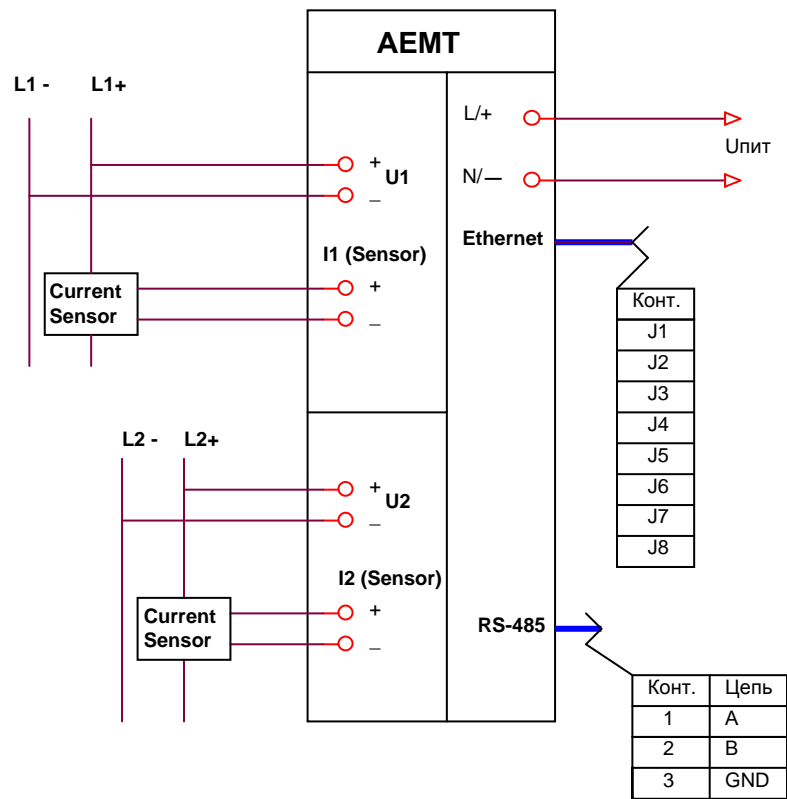 AEMT
L1 - L1+
+
U1
_
I1 (Sensor)
+
_
Current
Sensor
L2 - L2+
+
U2
_
I2 (Sensor)
+
_
Current
Sensor
L/+
N/—
Uпит
Ethernet
Конт.
J1
J2
J3
J4
J5
J6
J7
J8
RS-485
Конт. Цепь
1 A
2 B
3 GND